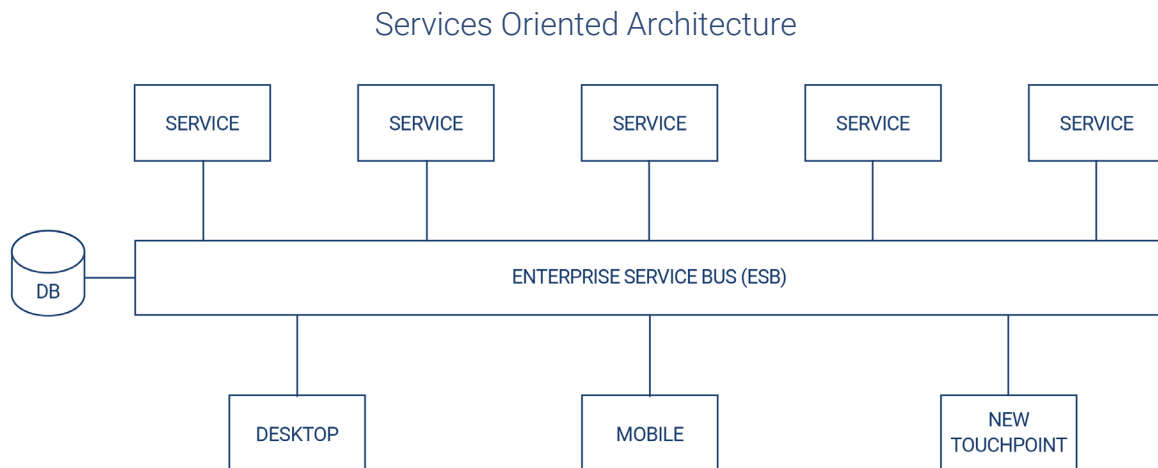 Services Oriented Architecture
SERVICE
SERVICE
SERVICE
SERVICE
SERVICE
DB
ENTERPRISE SERVICE BUS (ESB)
DESKTOP
MOBILE
NEW
TOUCHPOINT